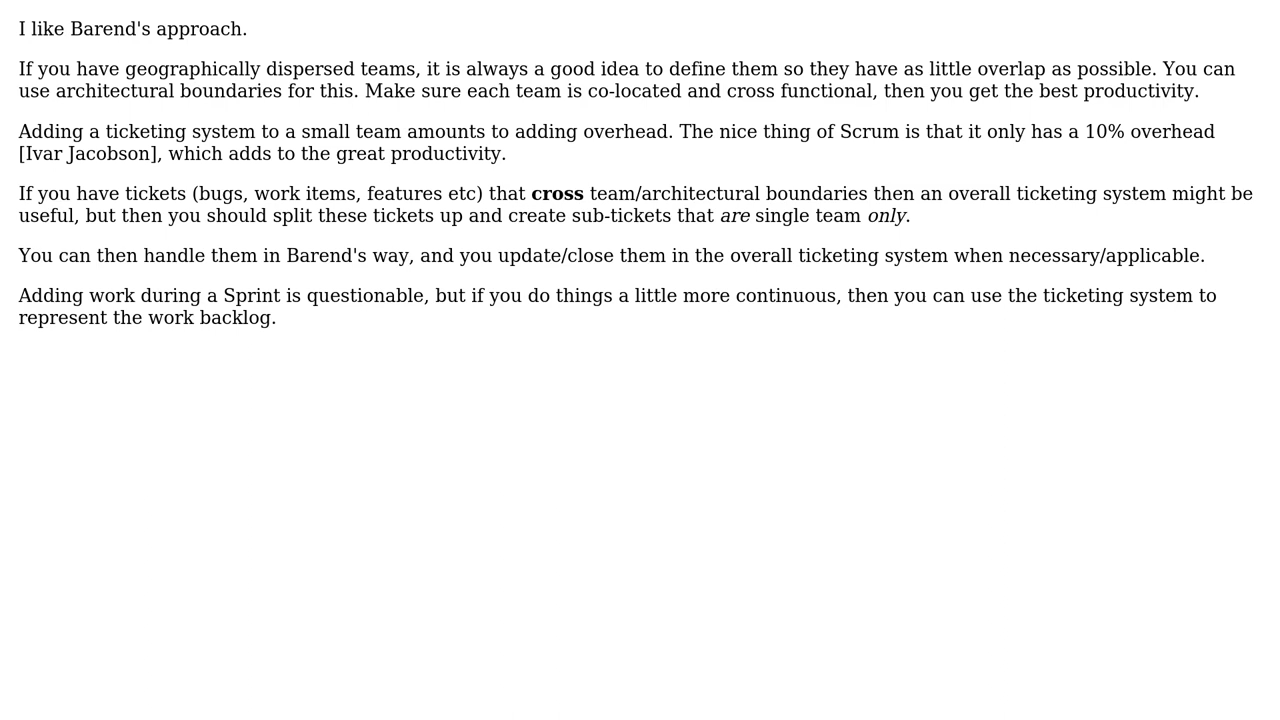 I like Barend's approach.
If you have geographically dispersed teams, it is always a good idea to define them so they have as little overlap as possible. You can
use architectural boundaries for this. Make sure each team is co-located and cross functional, then you get the best productivity.
Adding a ticketing system to a small team amounts to adding overhead. The nice thing of Scrum is that it only has a 10% overhead
[Ivar Jacobson], which adds to the great productivity.
If you have tickets (bugs, work items, features etc) that cross team/architectural boundaries then an overall ticketing system might be
useful, but then you should split these tickets up and create sub-tickets that are single team only.
You can then handle them in Barend's way, and you update/close them in the overall ticketing system when necessary/applicable.
Adding work during a Sprint is questionable, but if you do things a little more continuous, then you can use the ticketing system to
represent the work backlog.